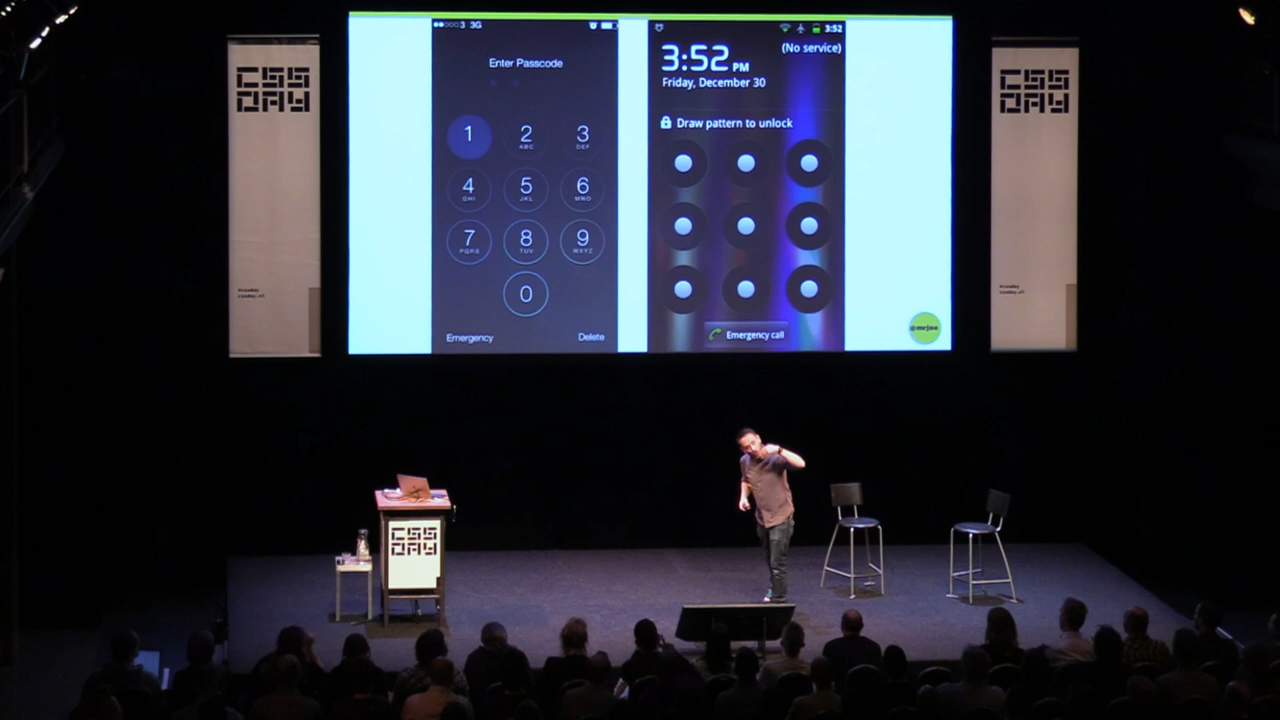 CSS
DAY
3 3G
Enter Passcode
1
2
ABC
3
DEF
4
GHI
5
JKL
6
MNO
7
PQRS
8
TUV
9
WXYZ
0
Emergency
Delete
3:52
3:52 PM
(No service)
Friday, December 30
Draw pattern to unlock
Emergency call
@mrjoe
CSS
DAY
CSS
DAY